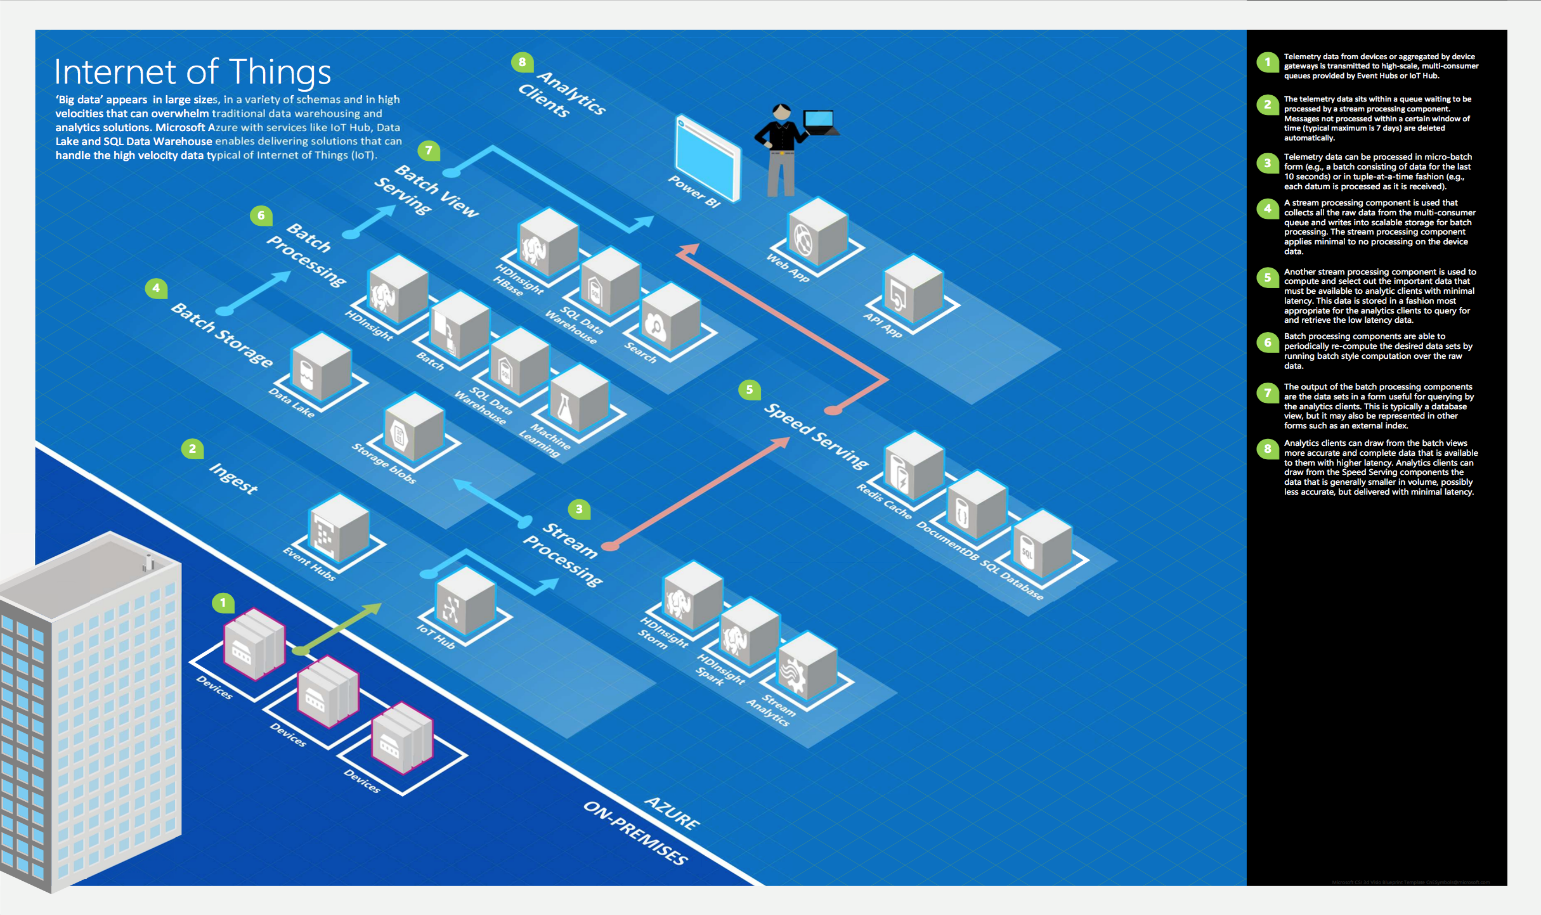 Internet of Things
'Big data' appears in large sizes, in a variety of schemas and in high
velocities that can overwhelm traditional data warehousing and
analytics solutions. Microsoft Azure with services like IoT Hub, Data
Lake and SQL Data Warehouse enables delivering solutions that can
handle the high velocity data typical of Internet of Things (IoT).
8
Analytics
Clients
Power BI
Web App
API App
7
Batch View
Serving
HDInsight
HBase
SQL Data
Warehouse
Search
6
Batch
Processing
HDInsight
Batch
SQL Data
Warehouse
Machine
Learning
4
Batch Storage
Data Lake
Storage blobs
5
Speed Serving
Redis Cache
DocumentDB
SQL Database
SQL
2
Ingest
Event Hubs
IoT Hub
3
Stream
Processing
HDInsight
Storm
HDInsight
Spark
Stream
Analytics
1
Devices
Devices
Devices
AZURE
ON-PREMISES
1
Telemetry data from devices or aggregated by device
gateways is transmitted to high-scale, multi-consumer
queues provided by Event Hubs or IoT Hub.
2
The telemetry data sits within a queue waiting to be
processed by a stream processing component.
Messages not processed within a certain window of
time (typical maximum is 7 days) are deleted
automatically.
3
Telemetry data can be processed in micro-batch
form (e.g., a batch consisting of data for the last
10 seconds) or in tuple-at-a-time fashion (e.g.,
each datum is processed as it is received).
4
A stream processing component is used that
collects all the raw data from the multi-consumer
queue and writes into scalable storage for batch
processing. The stream processing component
applies minimal to no processing on the device
data.
5
Another stream processing component is used to
compute and select out the important data that
must be available to analytic clients with minimal
latency. This data is stored in a fashion most
appropriate for the analytics clients to query for
and retrieve the low latency data.
6
Batch processing components are able to
periodically re-compute the desired data sets by
running batch style computation over the raw
data.
7
The output of the batch processing components
are the data sets in a form useful for querying by
the analytics clients. This is typically a database
view, but it may also be represented in other
forms such as an external index.
8
Analytics clients can draw from the batch views
more accurate and complete data that is available
to them with higher latency. Analytics clients can
draw from the Speed Serving components the
data that is generally smaller in volume, possibly
less accurate, but delivered with minimal latency.